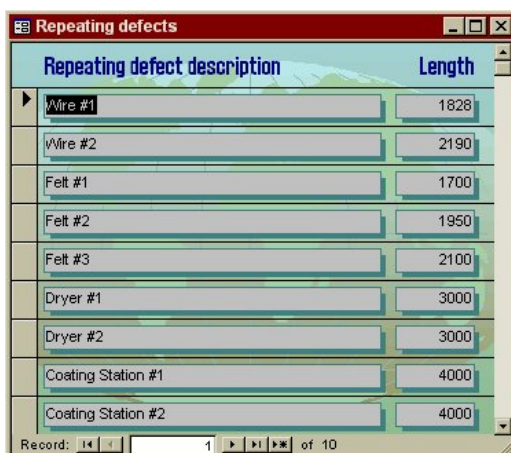 Repeating defects
Repeating defect description Length
Wire #1 1828
Wire #2 2190
Felt #1 1700
Felt #2 1950
Felt #3 2100
Dryer #1 3000
Dryer #2 3000
Coating Station #1 4000
Coating Station #2 4000
Record: 1 of 10